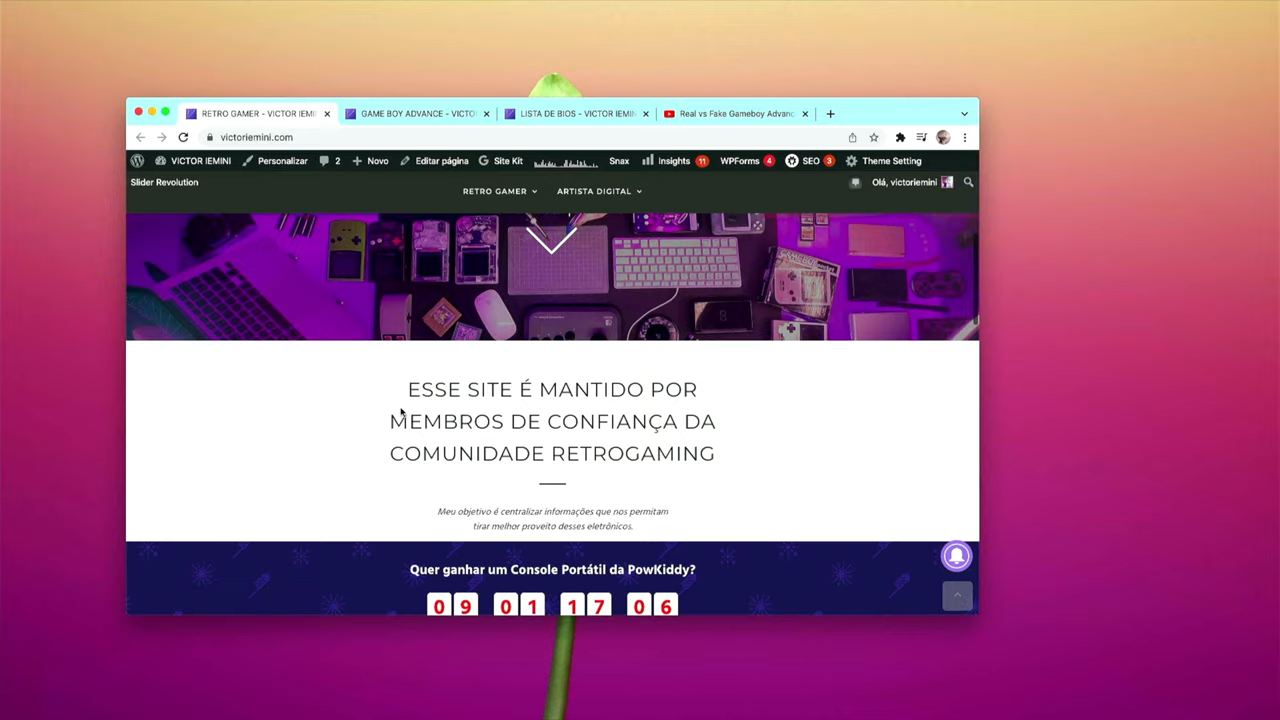 RETRO GAMER - VICTOR IEMI
GAME BOY ADVANCE - VICTO
LISTA DE BIOS - VICTOR IEMIN
Real vs Fake Gameboy Advanc
victoriemini.com
VICTOR IEMINI
Personalizar
2
Novo
Editar página
Site Kit
Snax
Insights 11
WPForms 4
SEO 3
Theme Setting
Slider Revolution
Olá, victoriemini
RETRO GAMER
ARTISTA DIGITAL
ESSE SITE É MANTIDO POR
MEMBROS DE CONFIANÇA DA
COMUNIDADE RETROGAMING
Meu objetivo é centralizar informações que nos permitam
tirar melhor proveito desses eletrônicos.
Quer ganhar um Console Portátil da PowKiddy?
09 01 17 06